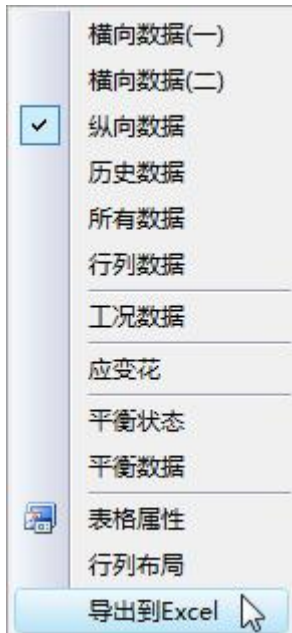 横向数据(一)
横向数据(二)
纵向数据
历史数据
所有数据
行列数据
工况数据
应变花
平衡状态
平衡数据
表格属性
行列布局
导出到Excel